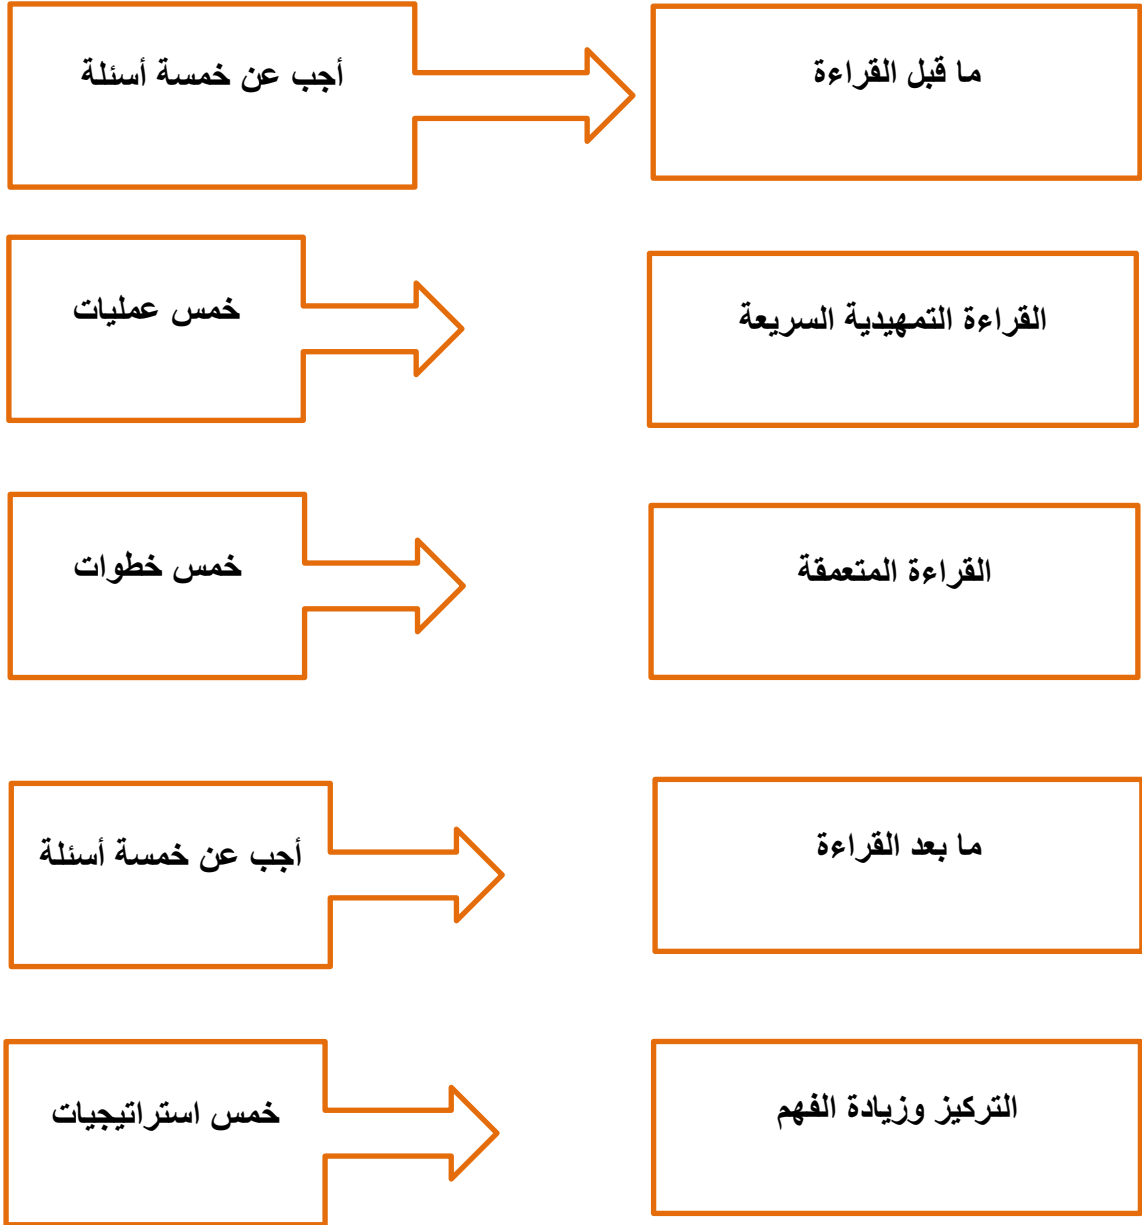 ما قبل القراءة
أجب عن خمسة أسئلة
القراءة التمهيدية السريعة
خمس عمليات
القراءة المتعمقة
خمس خطوات
ما بعد القراءة
أجب عن خمسة أسئلة
التركيز وزيادة الفهم
خمس استراتيجيات